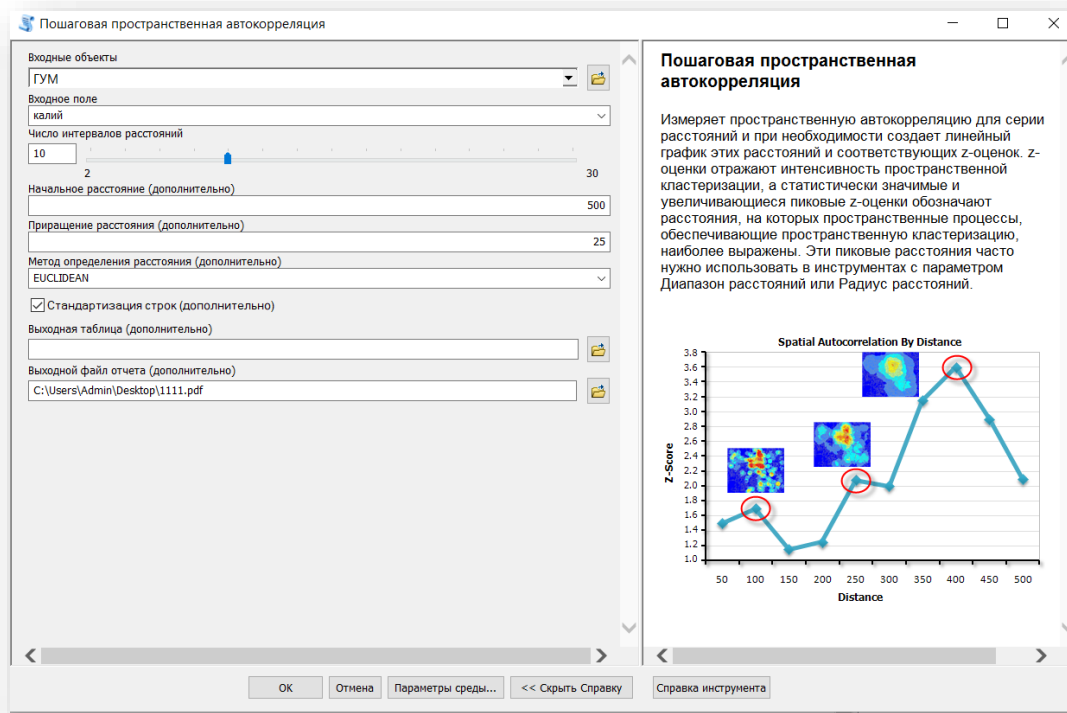 Пошаговая пространственная автокорреляция
Входные объекты
ГУМ
Входное поле
калий
Число интервалов расстояний
10
2
30
Начальное расстояние (дополнительно)
500
Приращение расстояния (дополнительно)
25
Метод определения расстояния (дополнительно)
EUCLIDEAN
Стандартизация строк (дополнительно)
Выходная таблица (дополнительно)
Выходной файл отчета (дополнительно)
C:\Users\Admin\Desktop\1111.pdf
Пошаговая пространственная
автокорреляция
Измеряет пространственную автокорреляцию для серии
расстояний и при необходимости создает линейный
график этих расстояний и соответствующих z-оценок. z-
оценки отражают интенсивность пространственной
кластеризации, а статистически значимые и
увеличивающиеся пиковые z-оценки обозначают
расстояния, на которых пространственные процессы,
обеспечивающие пространственную кластеризацию,
наиболее выражены. Эти пиковые расстояния часто
нужно использовать в инструментах с параметром
Диапазон расстояний или Радиус расстояний.
Spatial Autocorrelation By Distance
Z-Score
3.8
3.6
3.4
3.2
3.0
2.8
2.6
2.4
2.2
2.0
1.8
1.6
1.4
1.2
1.0
50 100 150 200 250 300 350 400 450 500
Distance
OK
Отмена
Параметры среды...
<< Скрыть Справку
Справка инструмента